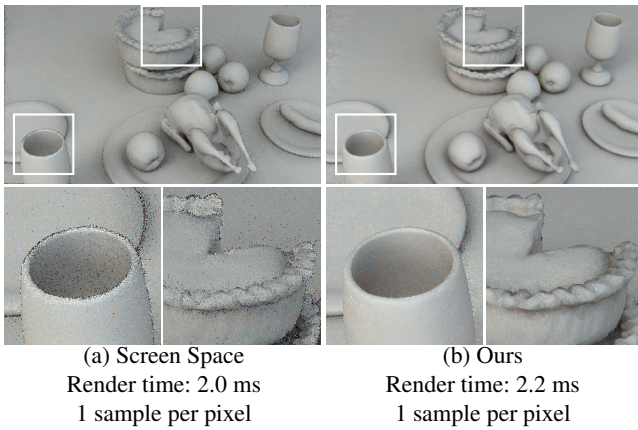 (a) Screen Space
Render time: 2.0 ms
1 sample per pixel
(b) Ours
Render time: 2.2 ms
1 sample per pixel